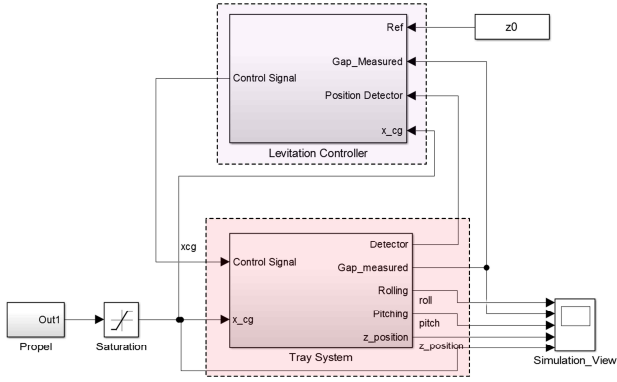 Ref
z0
Gap_Measured
Control Signal
Position Detector
x_cg
Levitation Controller
xcg
Detector
Control Signal
Gap_measured
Rolling
roll
Out1
x_cg
Pitching
pitch
z_position
z_position
Propel
Saturation
Tray System
Simulation_View